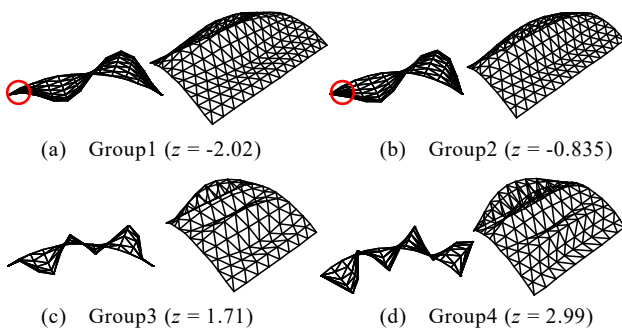 (a) Group1 (z = -2.02)
(b) Group2 (z = -0.835)
(c) Group3 (z = 1.71)
(d) Group4 (z = 2.99)